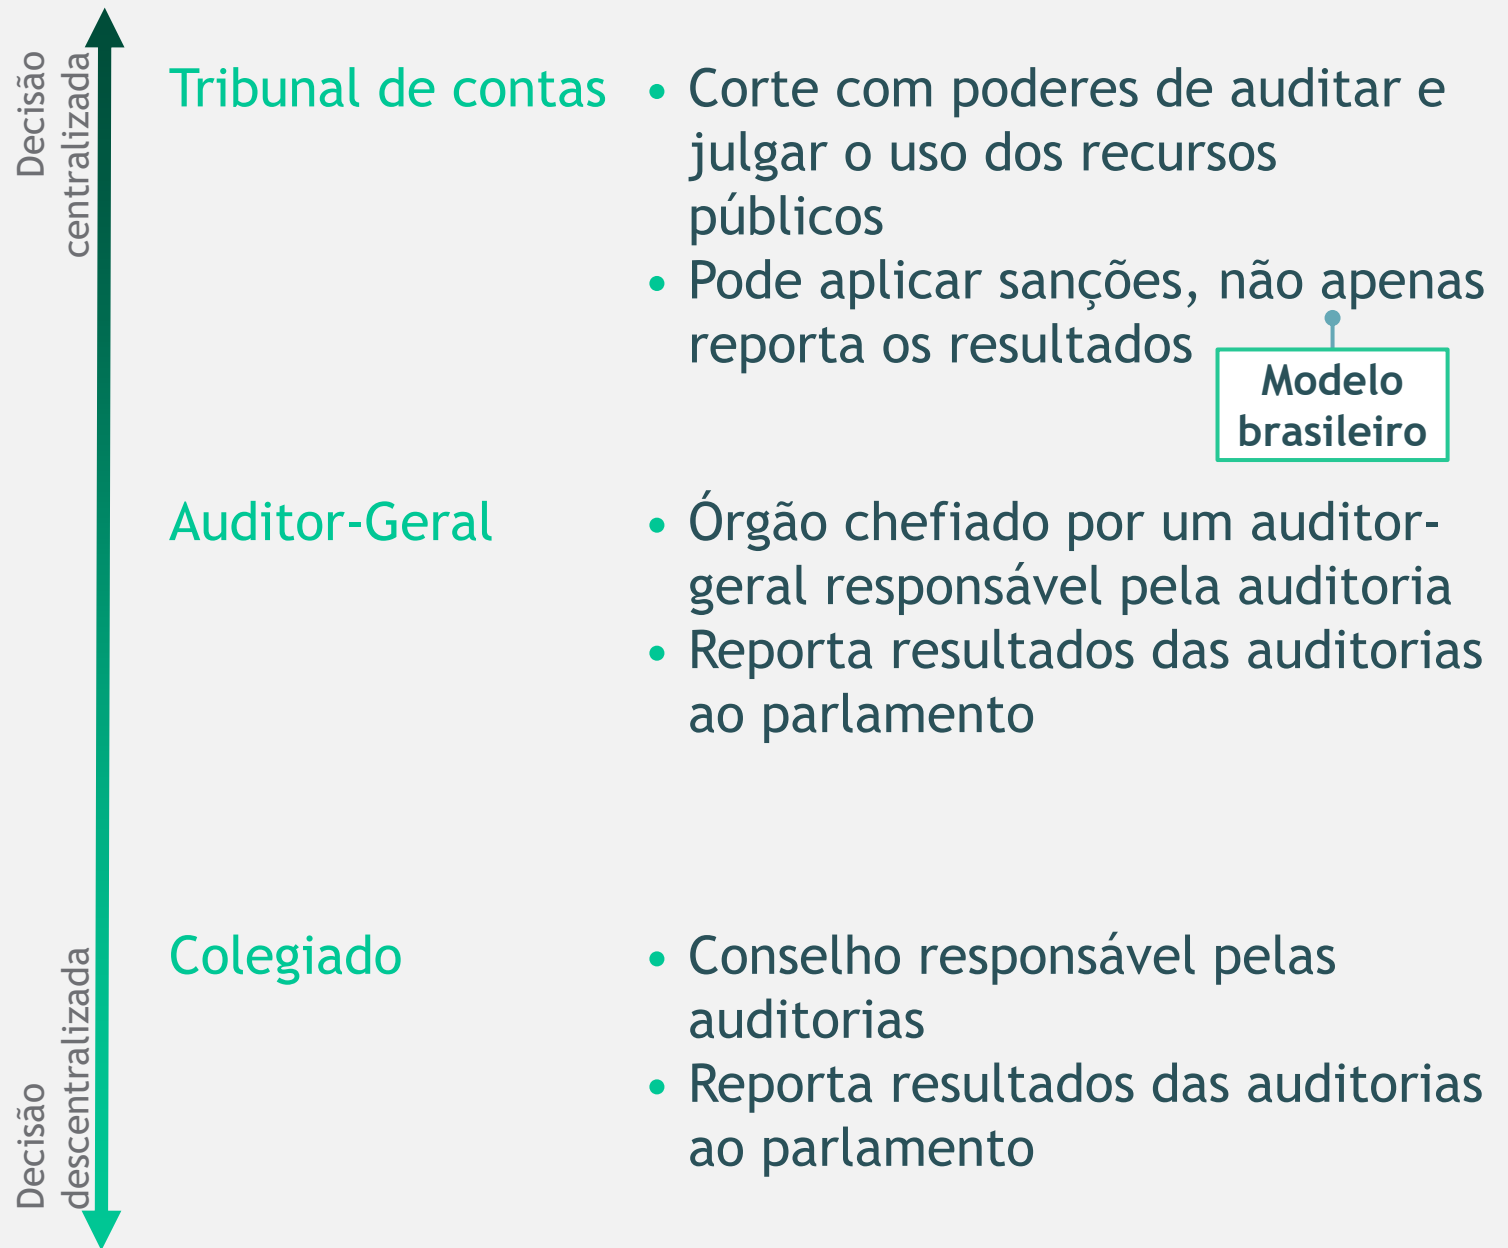 Decisão
centralizada
Tribunal de contas
• Corte com poderes de auditar e
julgar o uso dos recursos
públicos
• Pode aplicar sanções, não apenas
reporta os resultados
Modelo
brasileiro
Auditor-Geral
• Órgão chefiado por um auditor-
geral responsável pela auditoria
• Reporta resultados das auditorias
ao parlamento
Decisão
descentralizada
Colegiado
• Conselho responsável pelas
auditorias
• Reporta resultados das auditorias
ao parlamento